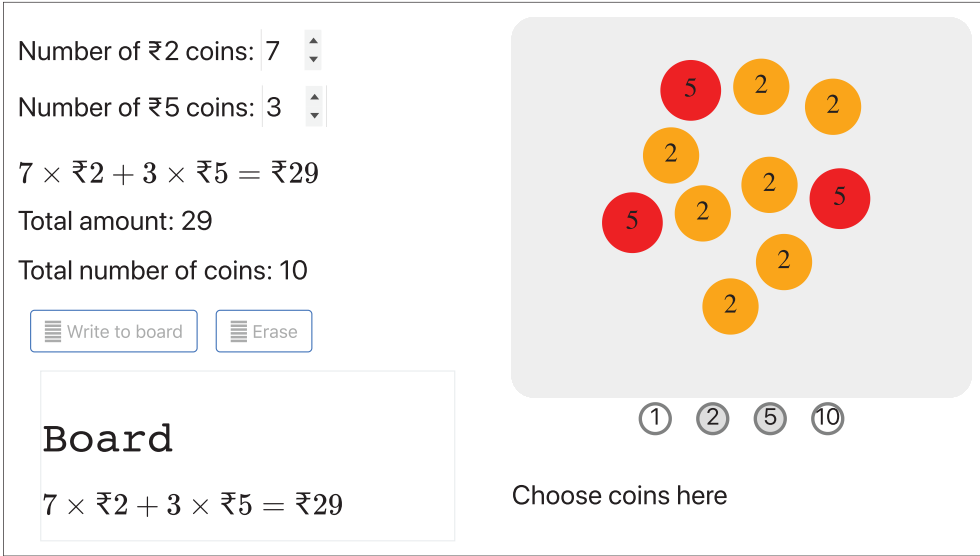 Number of ₹2 coins: 7
Number of ₹5 coins: 3
7 × ₹2 + 3 × ₹5 = ₹29
Total amount: 29
Total number of coins: 10
Write to board Erase
Board
7 × ₹2 + 3 × ₹5 = ₹29
5 2 2
2
2 5
5 2
2
2
1 2 5 10
Choose coins here